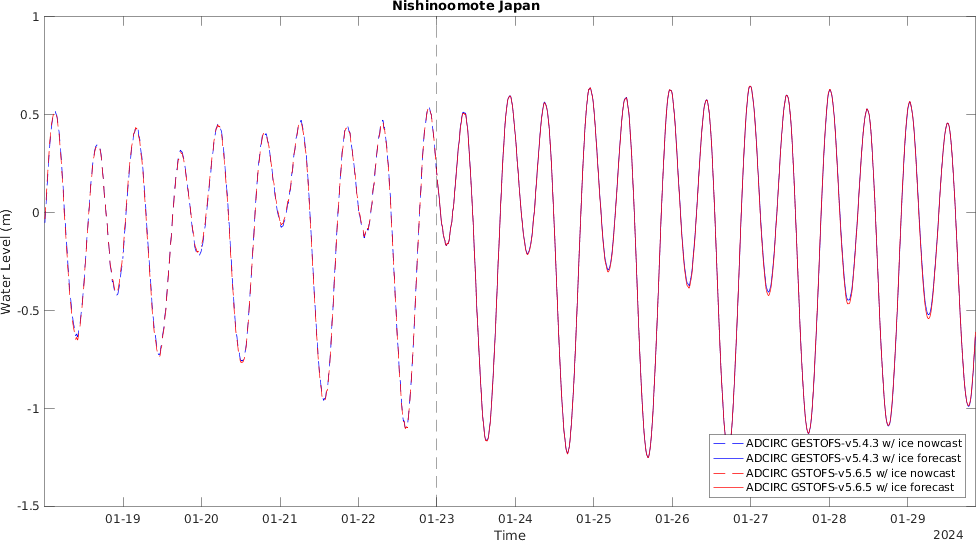 Nishinoomote Japan
Water Level (m)
1
0.5
0
-0.5
-1
-1.5
ADCIRC GESTOFS-v5.4.3 w/ ice nowcast
ADCIRC GESTOFS-v5.4.3 w/ ice forecast
ADCIRC GSTOFS-v5.6.5 w/ ice nowcast
ADCIRC GSTOFS-v5.6.5 w/ ice forecast
01-19 01-20 01-21 01-22 01-23 01-24 01-25 01-26 01-27 01-28 01-29
Time
2024